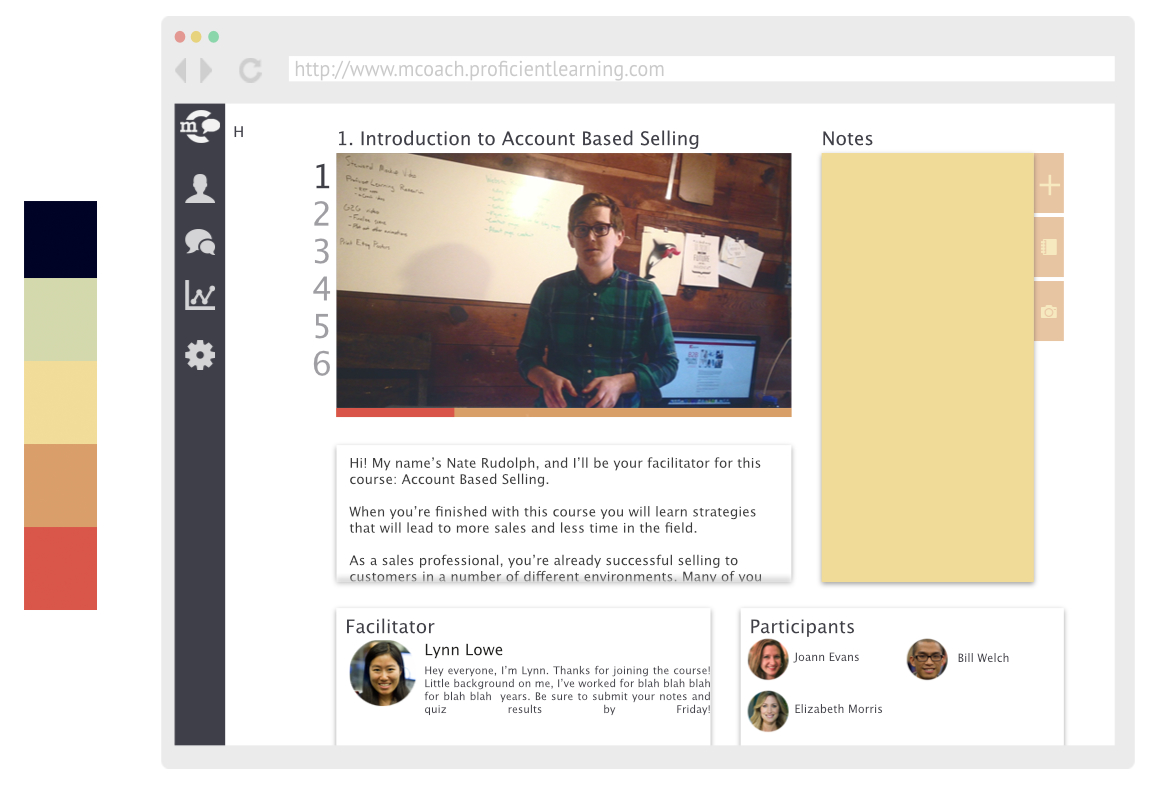 http://www.mcoach.proficientlearning.com
m
H
1. Introduction to Account Based Selling
Notes
1
2
3
4
5
6
Hi! My name’s Nate Rudolph, and I’ll be your facilitator for this
course: Account Based Selling.
When you’re finished with this course you will learn strategies
that will lead to more sales and less time in the field.
As a sales professional, you’re already successful selling to
customers in a number of different environments. Many of you
Facilitator
Lynn Lowe
Hey everyone, I’m Lynn. Thanks for joining the course!
Little background on me, I’ve worked for blah blah blah
for blah blah years. Be sure to submit your notes and
quiz results by Friday!
Participants
Joann Evans
Bill Welch
Elizabeth Morris